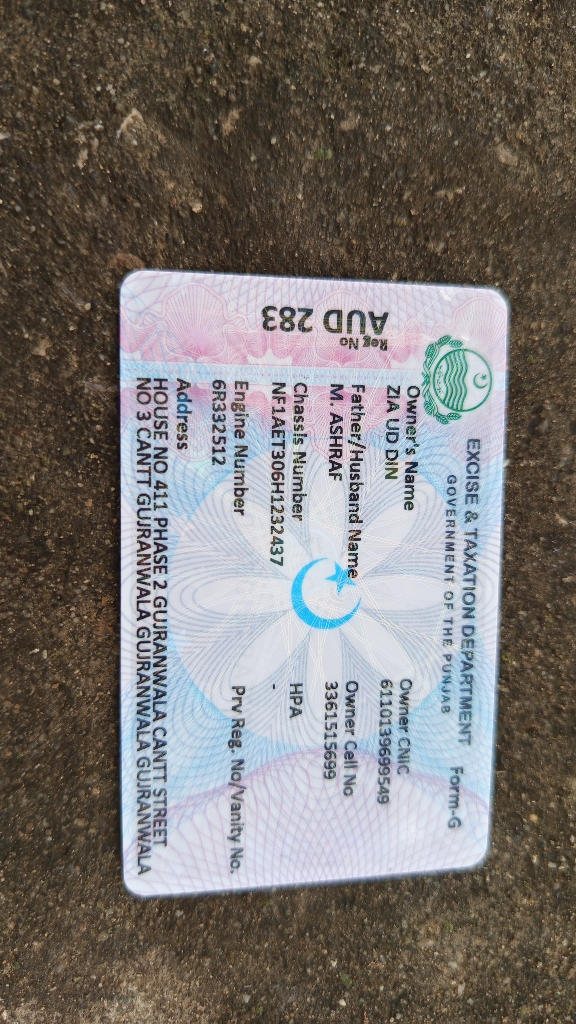 EXCISE & TAXATION DEPARTMENT Form-G
GOVERNMENT OF THE PUNJAB
Reg No
AUD 283
Owner's Name
ZIA UD DIN
Owner CNIC
6110139699549
Father/Husband Name
M. ASHRAF
Owner Cell No
3361515699
Chassis Number
NF1AET306H1232437
HPA
-
Engine Number
6R332512
Prv Reg. No/Vanity No.
Address
HOUSE NO 411 PHASE 2 GUJRANWALA CANTT STREET
NO 3 CANTT GUJRANWALA GUJRANWALA GUJRANWALA